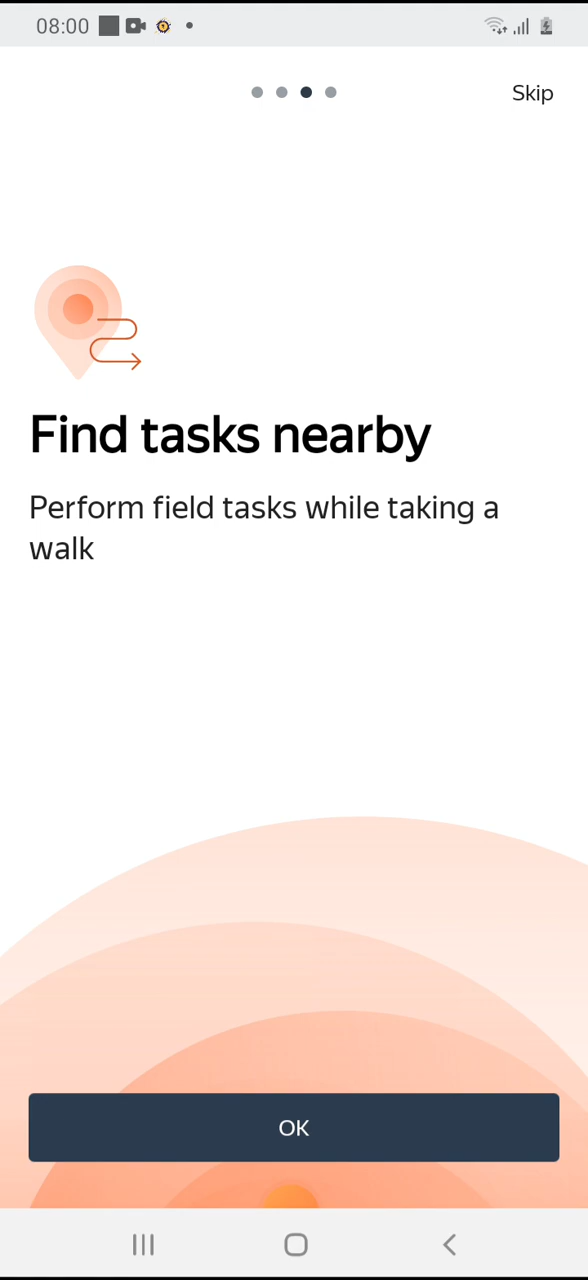 08:00
Skip
Find tasks nearby
Perform field tasks while taking a
walk
OK